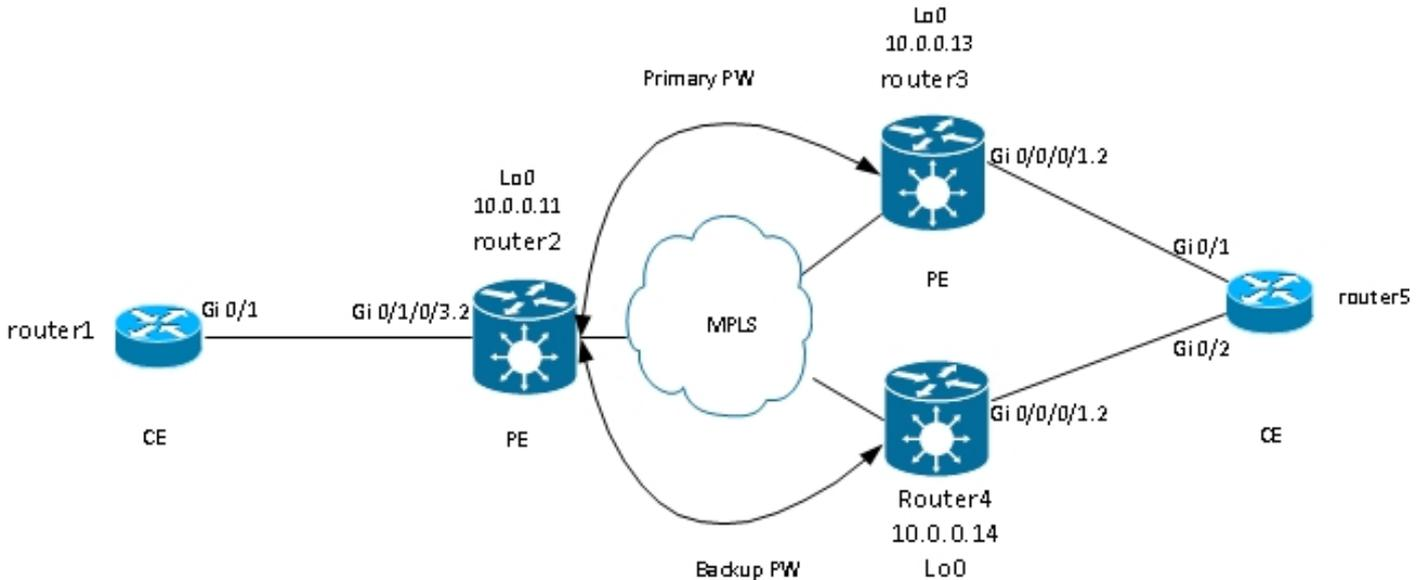 Lo0
10.0.0.13
router3
Primary PW
Gi 0/0/0/1.2
Lo0
10.0.0.11
router2
Gi 0/1
PE
router1
Gi 0/1
Gi 0/1/0/3.2
MPLS
router5
Gi 0/2
CE
PE
Gi 0/0/0/1.2
CE
Router4
10.0.0.14
Lo0
Backup PW